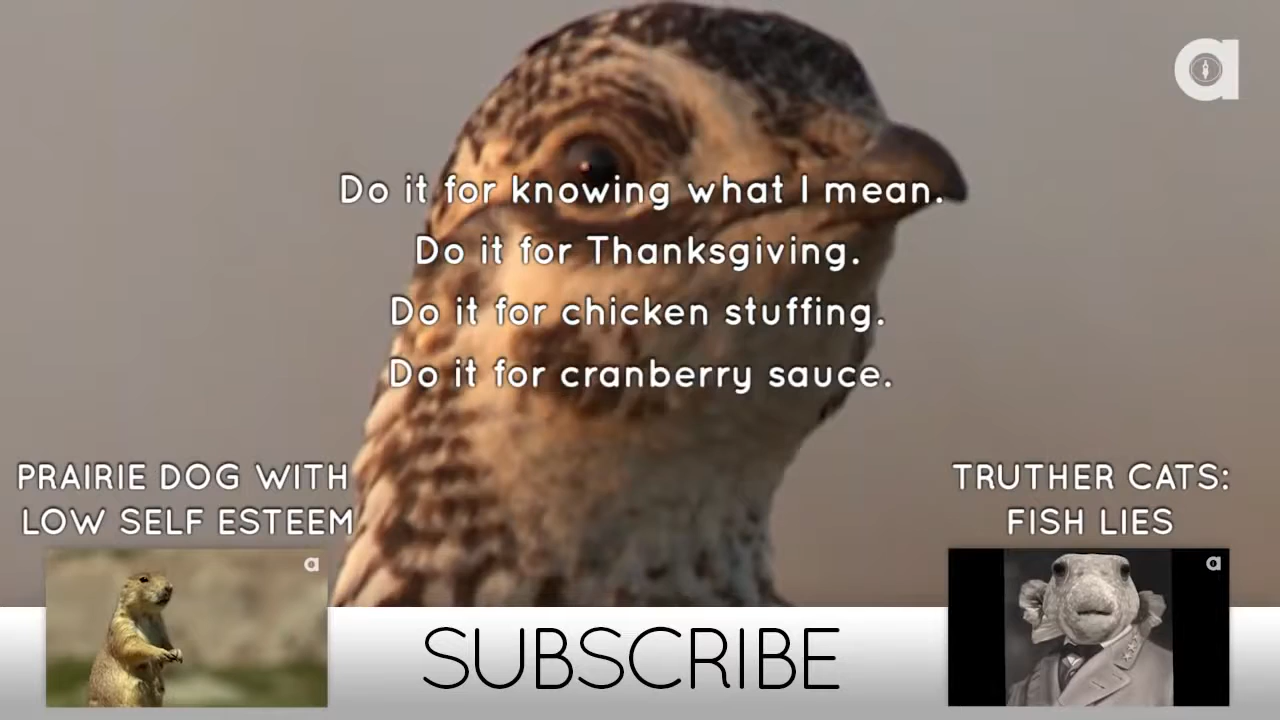 a
Do it for knowing what I mean.
Do it for Thanksgiving.
Do it for chicken stuffing.
Do it for cranberry sauce.
PRAIRIE DOG WITH
LOW SELF ESTEEM
TRUTHER CATS:
FISH LIES
a
a
SUBSCRIBE